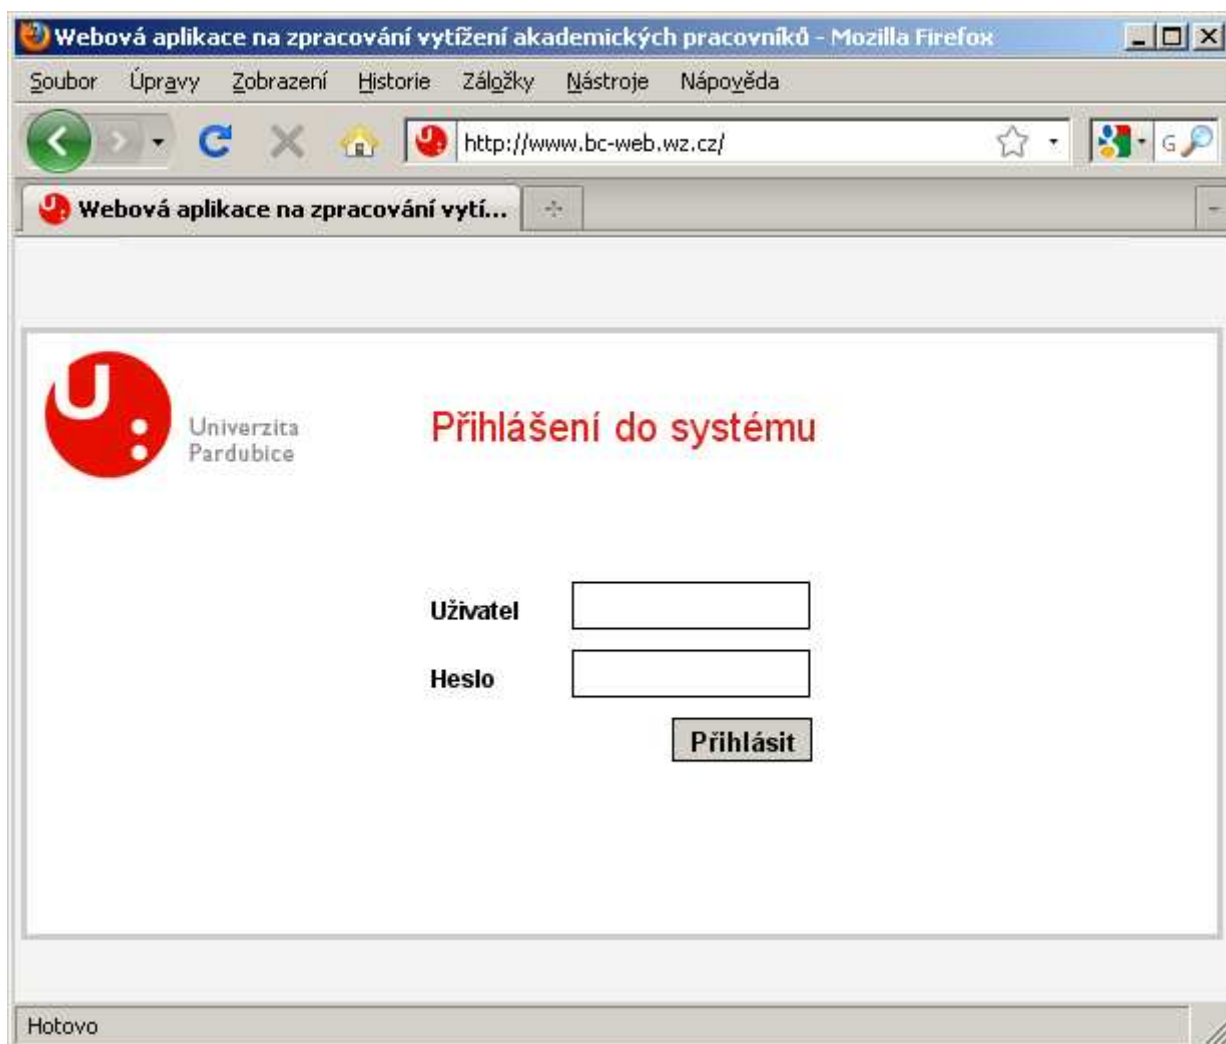 Webová aplikace na zpracování vytížení akademických pracovníků - Mozilla Firefox
Soubor Úpravy Zobrazení Historie Záložky Nástroje Nápověda
http://www.bc-web.wz.cz/
G
Webová aplikace na zpracování vytí...
U:
Univerzita
Pardubice
Přihlášení do systému
Uživatel
Heslo
Přihlásit
Hotovo